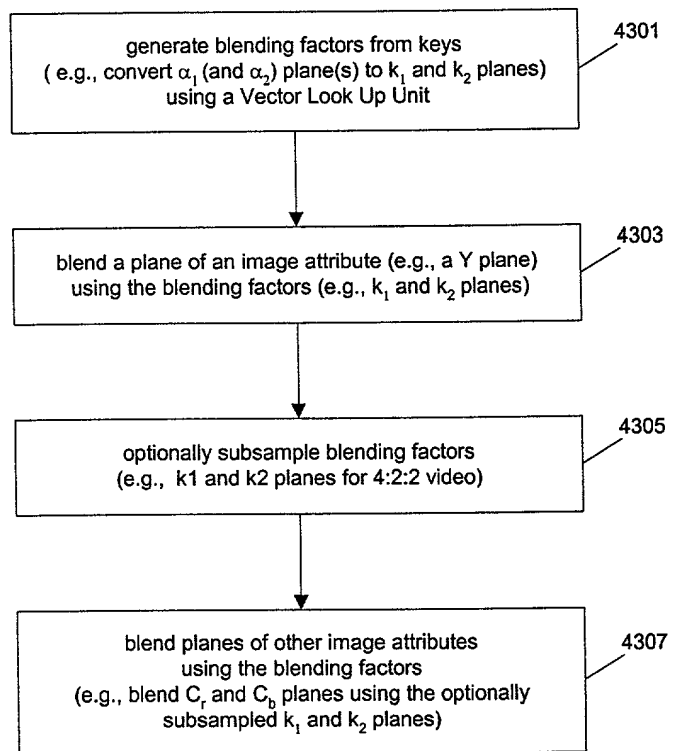 generate blending factors from keys
( e.g., convert α₁ (and α₂) plane(s) to k₁ and k₂ planes)
using a Vector Look Up Unit
4301
blend a plane of an image attribute (e.g., a Y plane)
using the blending factors (e.g., k₁ and k₂ planes)
4303
optionally subsample blending factors
(e.g., k1 and k2 planes for 4:2:2 video)
4305
blend planes of other image attributes
using the blending factors
(e.g., blend Cᵣ and C_b planes using the optionally
subsampled k₁ and k₂ planes)
4307